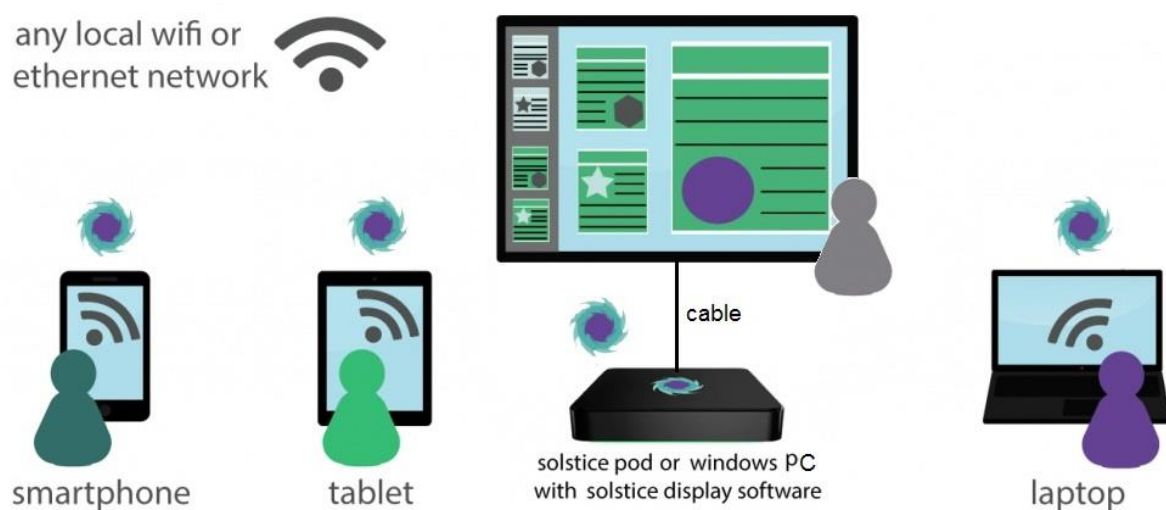 any local wifi or
ethernet network
cable
solstice pod or windows PC
with solstice display software
smartphone
tablet
laptop